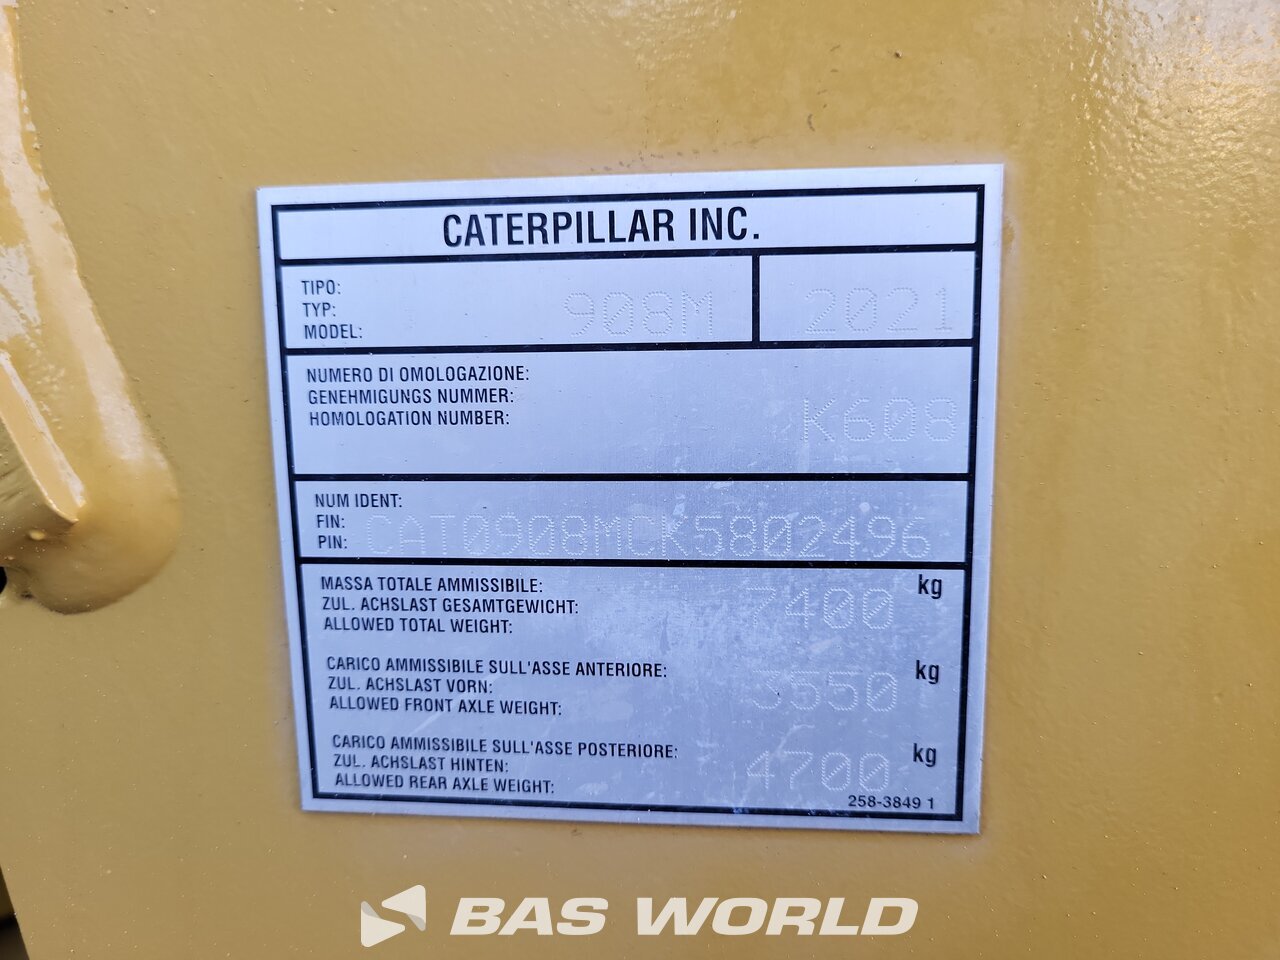 CATERPILLAR INC.
TIPO:
TYP:
MODEL: 908M 2021
NUMERO DI OMOLOGAZIONE:
GENEHMIGUNGS NUMMER:
HOMOLOGATION NUMBER: K608
NUM IDENT:
FIN:
PIN: CAT0908MCK5802496
MASSA TOTALE AMMISSIBILE: kg
ZUL. ACHSLAST GESAMTGEWICHT: 7400
ALLOWED TOTAL WEIGHT:
CARICO AMMISSIBILE SULL'ASSE ANTERIORE: kg
ZUL. ACHSLAST VORN: 3550
ALLOWED FRONT AXLE WEIGHT:
CARICO AMMISSIBILE SULL'ASSE POSTERIORE: kg
ZUL. ACHSLAST HINTEN: 4700
ALLOWED REAR AXLE WEIGHT:
258-3849 1
BAS WORLD